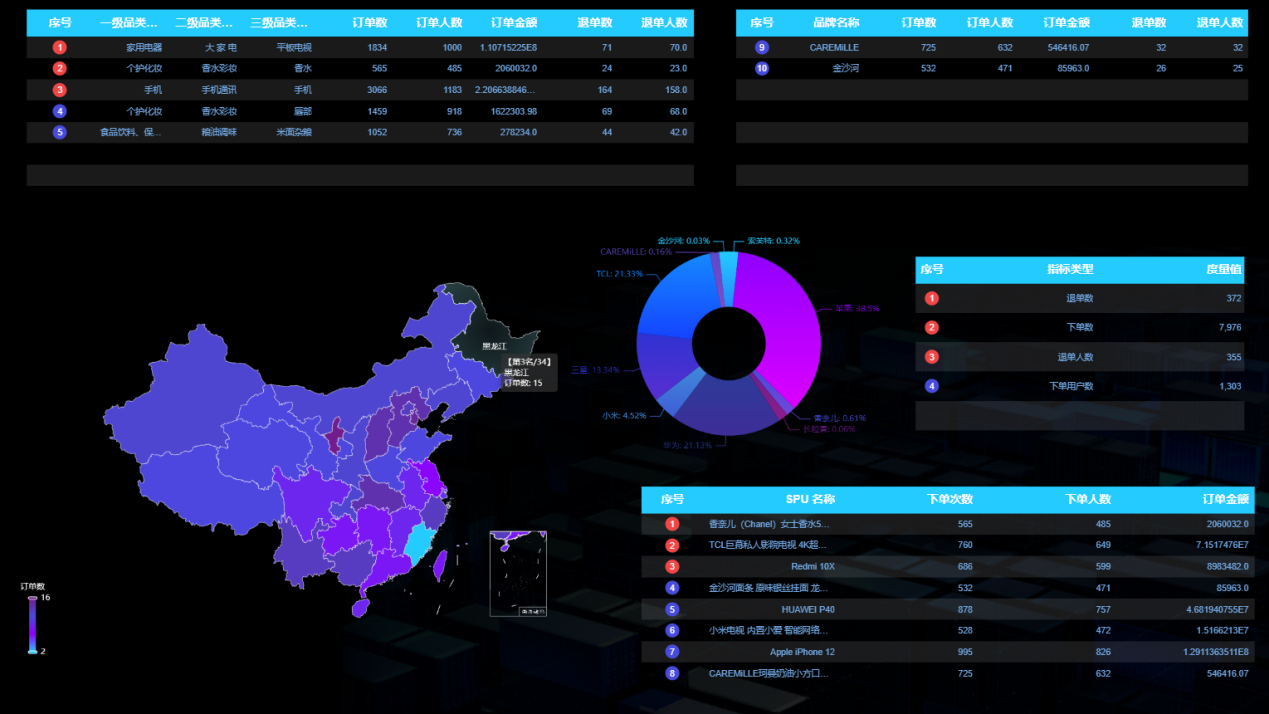 序号 一级品类... 二级品类... 三级品类... 订单数 订单人数 订单金额 退单数 退单人数
1 家用电器 大 家 电 平板电视 1834 1000 1.10715225E8 71 70.0
2 个护化妆 香水彩妆 香水 565 485 2060032.0 24 23.0
3 手机 手机通讯 手机 3066 1183 2.206638846... 164 158.0
4 个护化妆 香水彩妆 唇部 1459 918 1622303.98 69 68.0
5 食品饮料、保... 粮油调味 米面杂粮 1052 736 278234.0 44 42.0
序号 品牌名称 订单数 订单人数 订单金额 退单数 退单人数
9 CAREMiLLE 725 632 546416.07 32 32
10 金沙河 532 471 85963.0 26 25
黑龙江
【第3名/34】
黑龙江
订单数: 15
订单数
16
2
金沙河: 0.03%
索芙特: 0.32%
CAREMiLLE: 0.16%
TCL: 21.33%
苹果: 38.5%
三星: 13.34%
小米: 4.52%
香奈儿: 0.61%
长粒香: 0.06%
华为: 21.13%
序号 指标类型 度量值
1 退单数 372
2 下单数 7,976
3 退单人数 355
4 下单用户数 1,303
序号 SPU 名称 下单次数 下单人数 订单金额
1 香奈儿（Chanel）女士香水5... 565 485 2060032.0
2 TCL巨幕私人影院电视 4K超... 760 649 7.1517476E7
3 Redmi 10X 686 599 8983482.0
4 金沙河面条 原味银丝挂面 龙... 532 471 85963.0
5 HUAWEI P40 878 757 4.681940755E7
6 小米电视 内置小爱 智能网络... 528 472 1.5166213E7
7 Apple iPhone 12 995 826 1.2911363511E8
8 CAREMiLLE珂曼奶油小方口... 725 632 546416.07